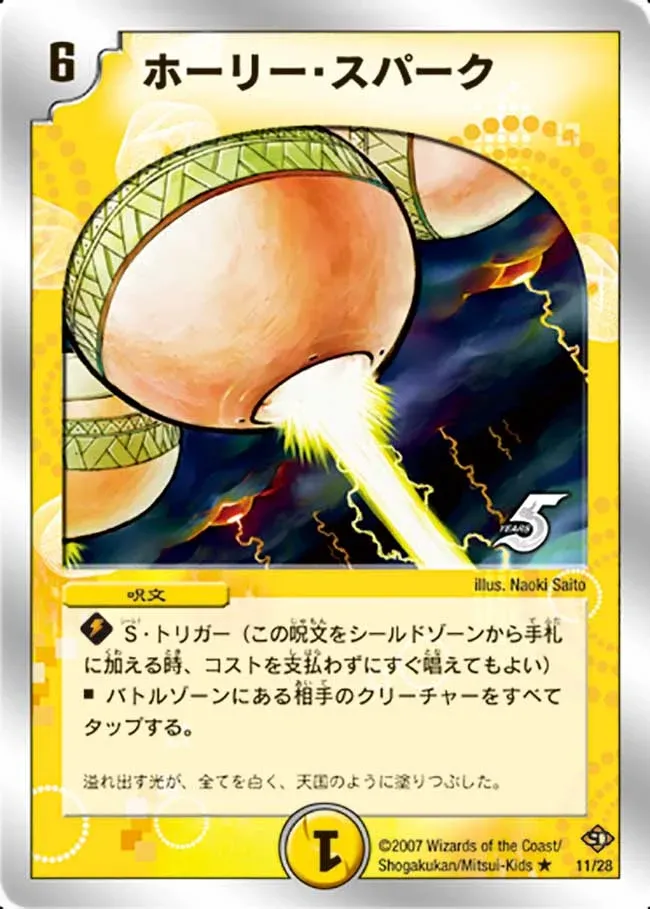 6
ホーリー・スパーク
YEARS 5
illus. Naoki Saito
呪文
S・トリガー（この呪文をシールドゾーンから手札
に加える時、コストを支払わずにすぐ唱えてもよい）
■ バトルゾーンにある相手のクリーチャーをすべて
タップする。
溢れ出す光が、全てを白く、天国のように塗りつぶした。
1
©2007 Wizards of the Coast/
Shogakukan/Mitsui-Kids ★ 11/28